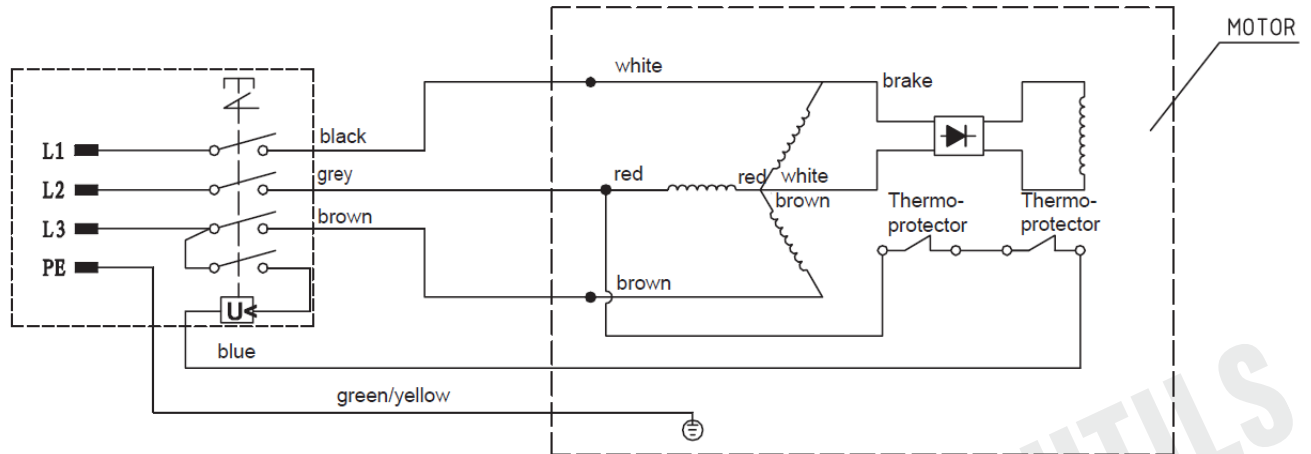 MOTOR
white
brake
black
L1
grey
red
red
white
L2
brown
brown
Thermo-
protector
Thermo-
protector
L3
PE
brown
U<
blue
green/yellow
UTILS